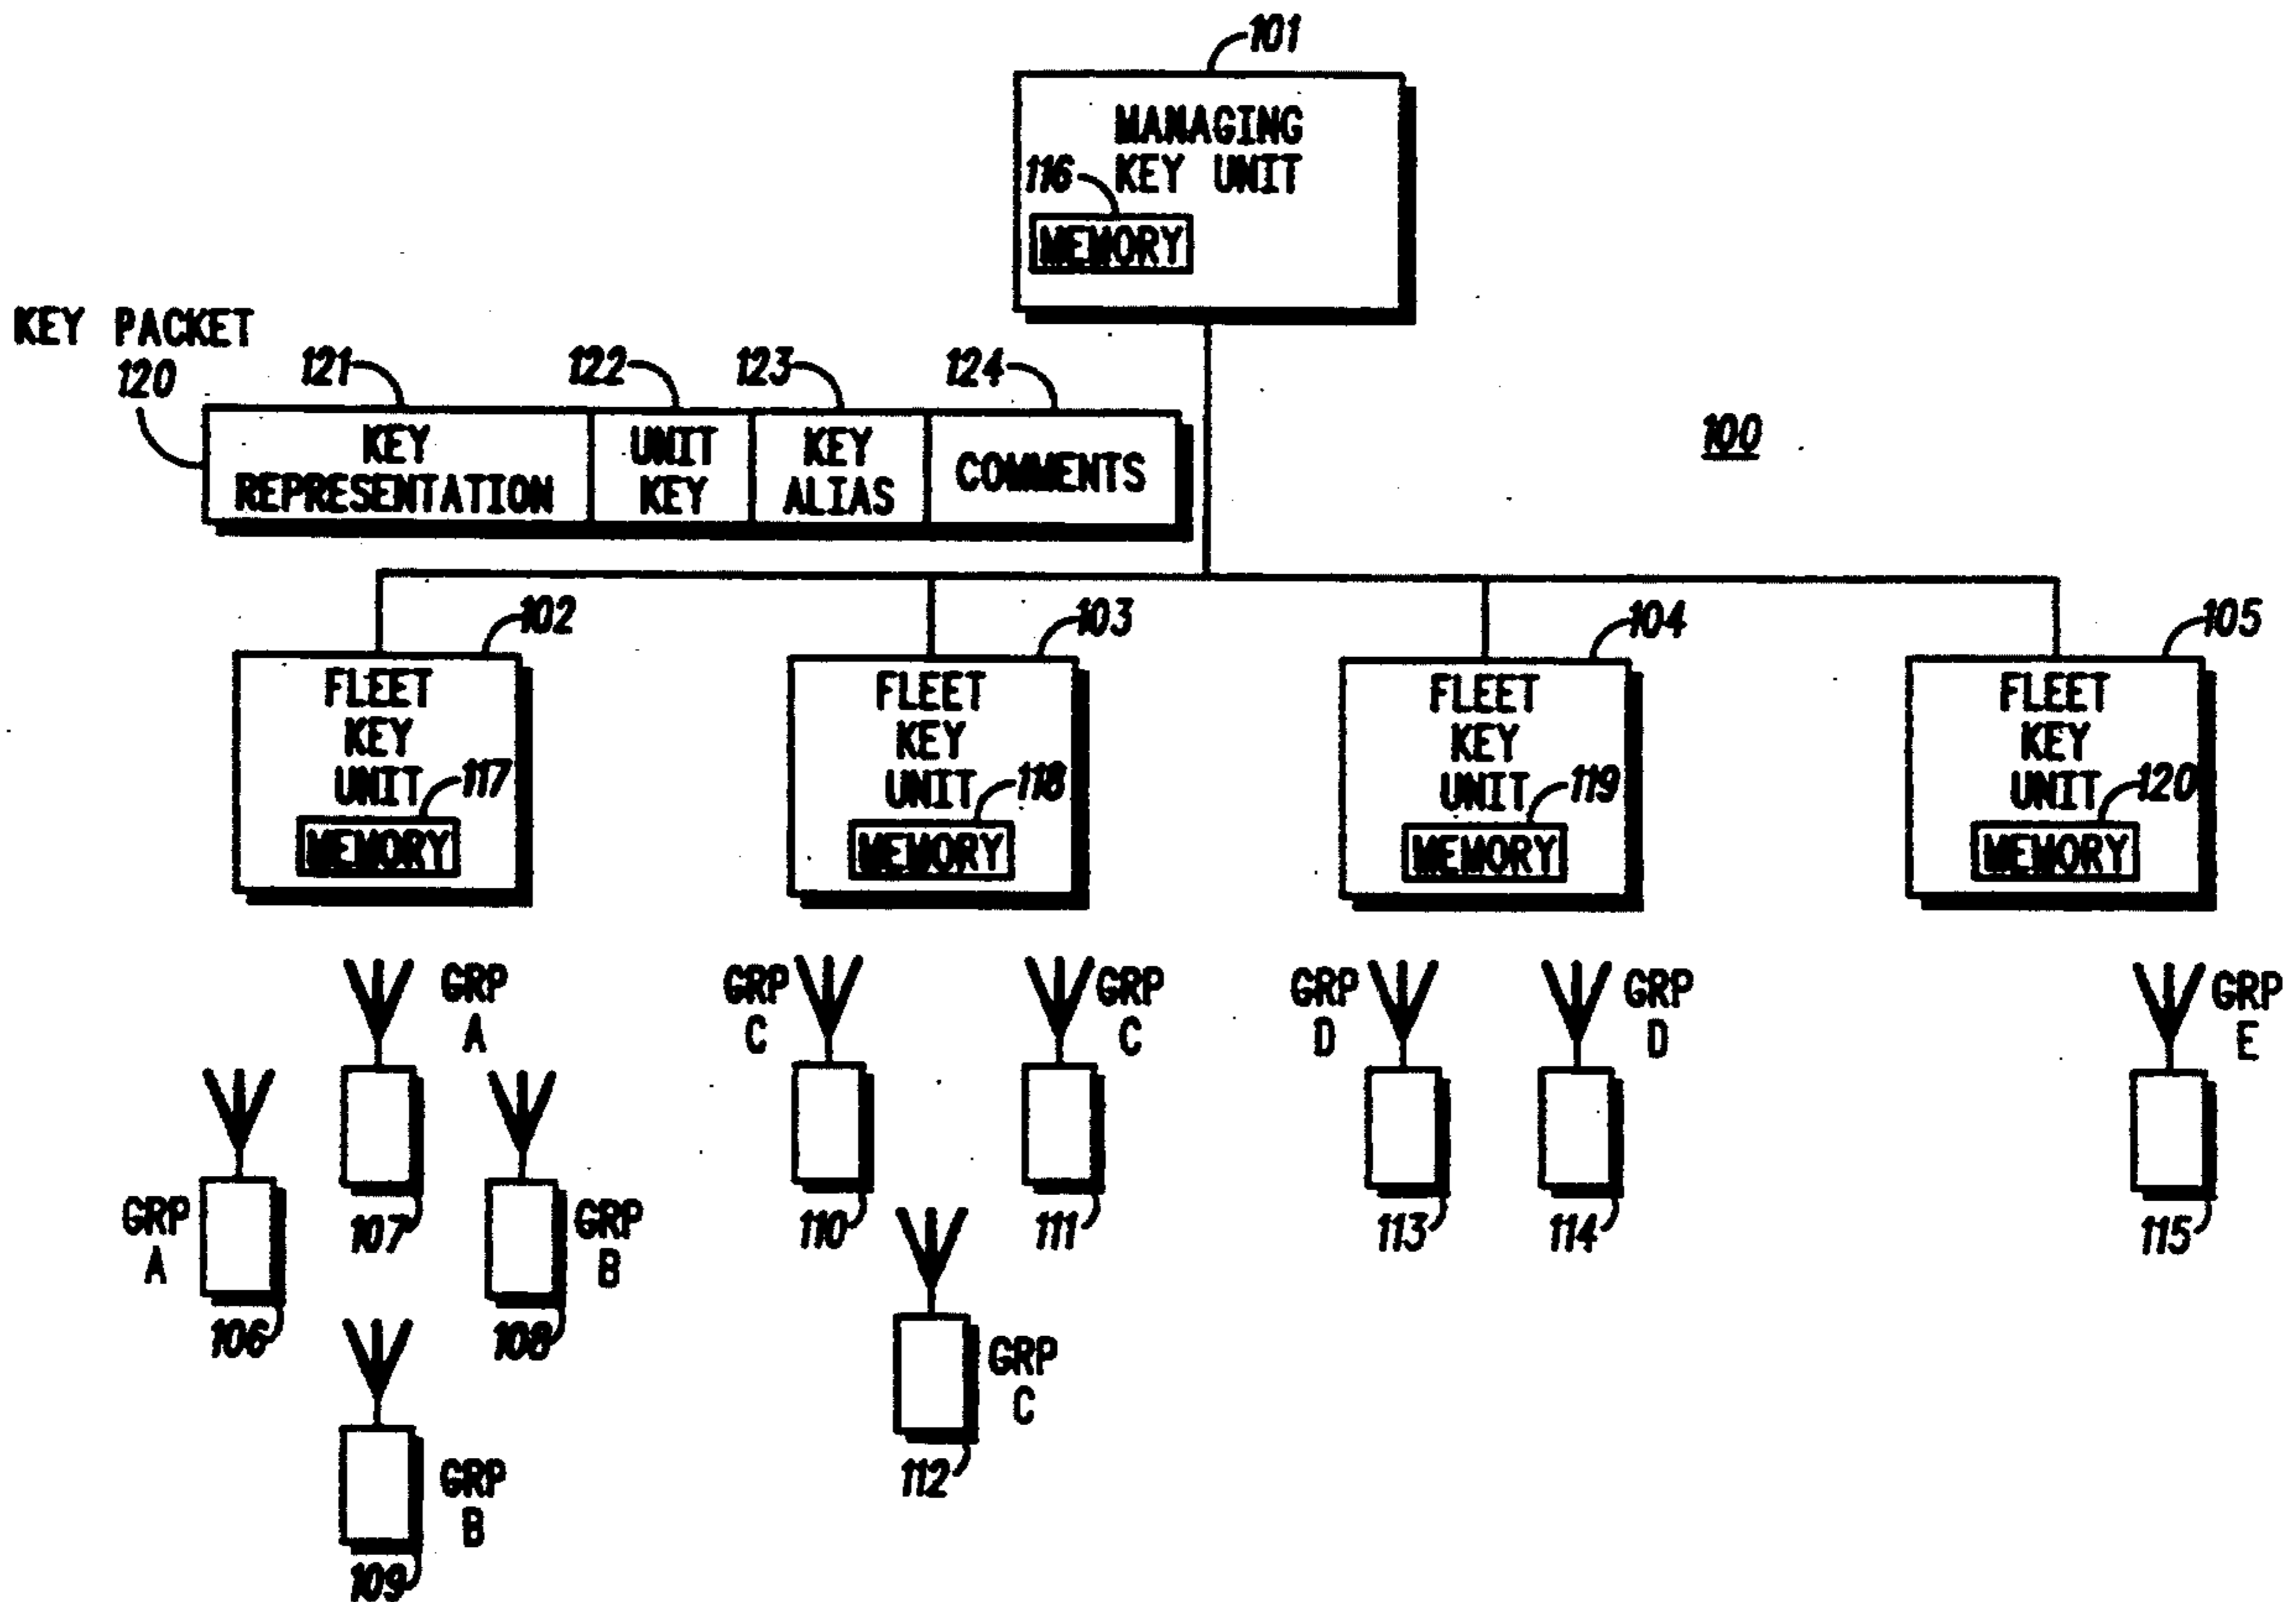 101
MANAGING
KEY UNIT
116
MEMORY
KEY PACKET
120
121
122
123
124
KEY
REPRESENTATION
UNIT
KEY
KEY
ALIAS
COMMENTS
100
102
FLEET
KEY
UNIT
117
MEMORY
103
FLEET
KEY
UNIT
118
MEMORY
104
FLEET
KEY
UNIT
119
MEMORY
105
FLEET
KEY
UNIT
120
MEMORY
GRP
A
107
GRP
A
106
GRP
B
108
GRP
B
109
GRP
C
110
GRP
C
111
GRP
C
112
GRP
D
113
GRP
D
114
GRP
E
115